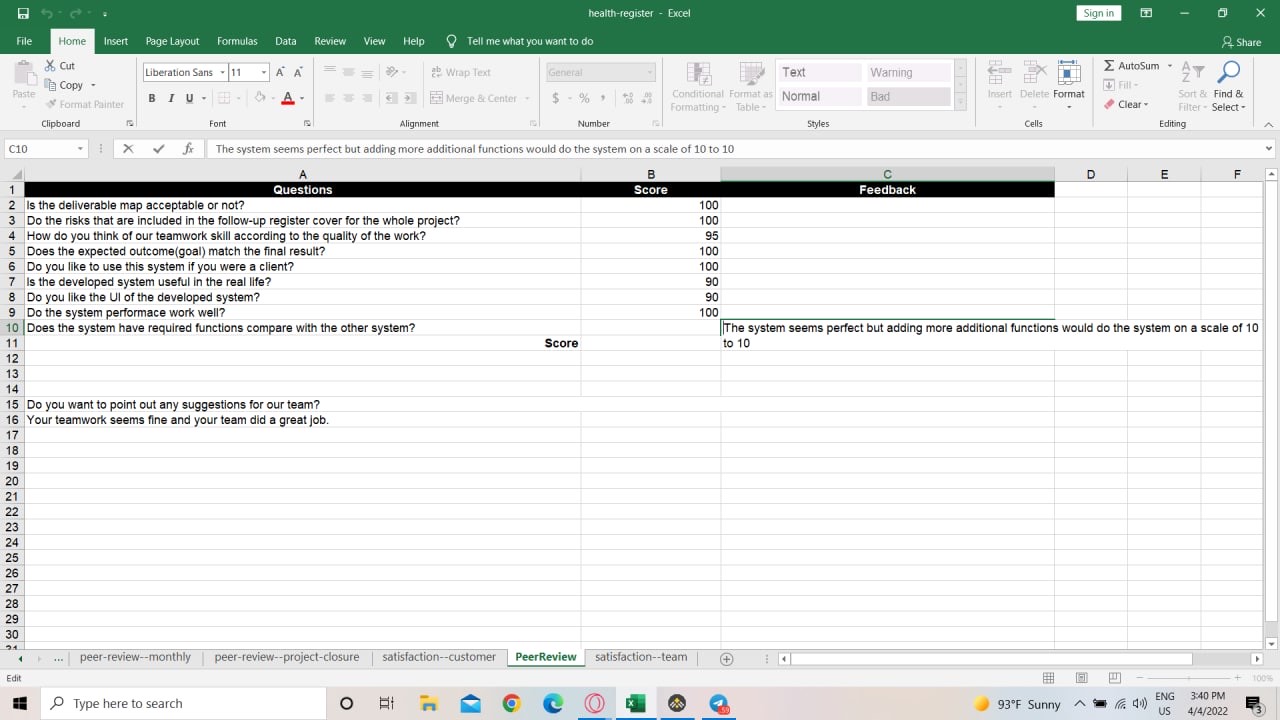 health-register - Excel
Sign in
File Home Insert Page Layout Formulas Data Review View Help Tell me what you want to do Share
Paste Cut Copy Format Painter Clipboard
Liberation Sans 11 B I U A Font
Wrap Text Merge & Center Alignment
General $ % , Number
Conditional Formatting Format as Table Text Warning Normal Bad Styles
Insert Delete Format Cells
AutoSum Fill Clear Sort & Filter Find & Select Editing
C10 fx The system seems perfect but adding more additional functions would do the system on a scale of 10 to 10
A B C D E F
1 Questions Score Feedback
2 Is the deliverable map acceptable or not? 100
3 Do the risks that are included in the follow-up register cover for the whole project? 100
4 How do you think of our teamwork skill according to the quality of the work? 95
5 Does the expected outcome(goal) match the final result? 100
6 Do you like to use this system if you were a client? 100
7 Is the developed system useful in the real life? 90
8 Do you like the UI of the developed system? 90
9 Do the system performace work well? 100
10 Does the system have required functions compare with the other system? The system seems perfect but adding more additional functions would do the system on a scale of 10
11 Score to 10
12
13
14
15 Do you want to point out any suggestions for our team?
16 Your teamwork seems fine and your team did a great job.
17
18
19
20
21
22
23
24
25
26
27
28
29
30
... peer-review--monthly peer-review--project-closure satisfaction--customer PeerReview satisfaction--team
Edit 100%
Type here to search 93°F Sunny ENG US 3:40 PM 4/4/2022 3